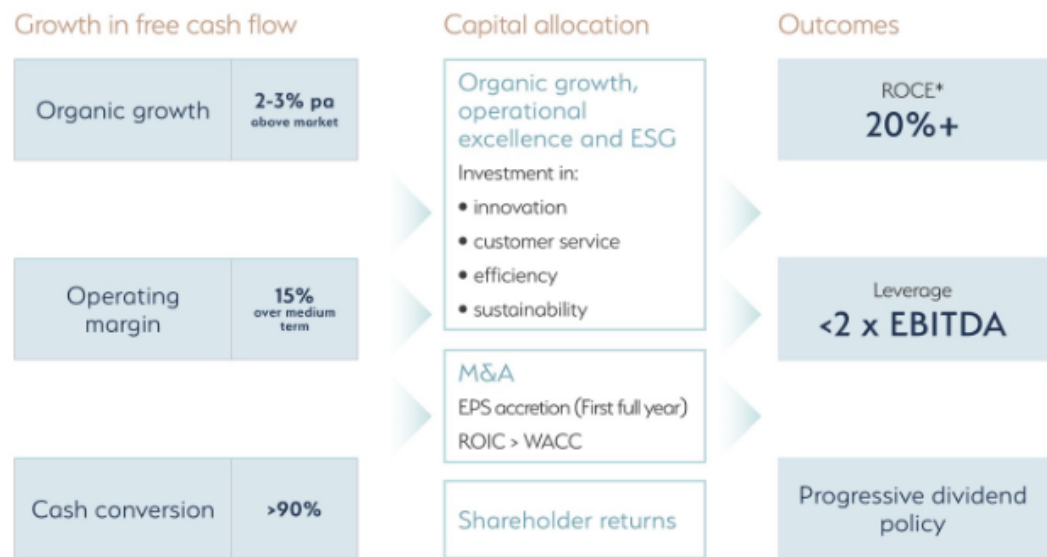 Growth in free cash flow
Organic growth
2-3% pa
above market
Operating
margin
15%
over medium
term
Cash conversion
>90%
Capital allocation
Organic growth,
operational
excellence and ESG
Investment in:
• innovation
• customer service
• efficiency
• sustainability
M&A
EPS accretion (First full year)
ROIC > WACC
Shareholder returns
Outcomes
ROCE*
20%+
Leverage
<2 x EBITDA
Progressive dividend
policy